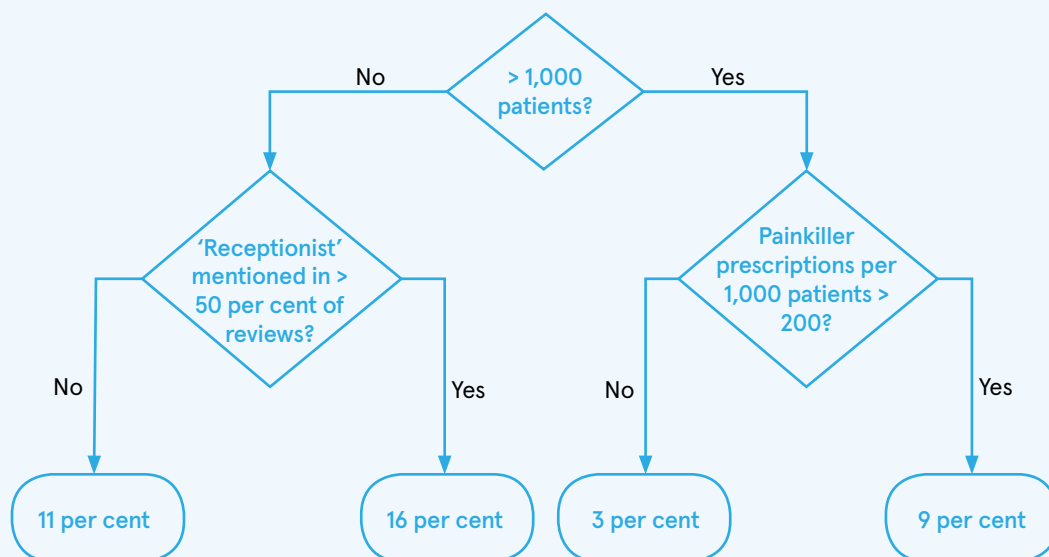 No
> 1,000
patients?
Yes
‘Receptionist’
mentioned in >
50 per cent of
reviews?
Painkiller
prescriptions per
1,000 patients >
200?
No
Yes
No
Yes
11 per cent
16 per cent
3 per cent
9 per cent